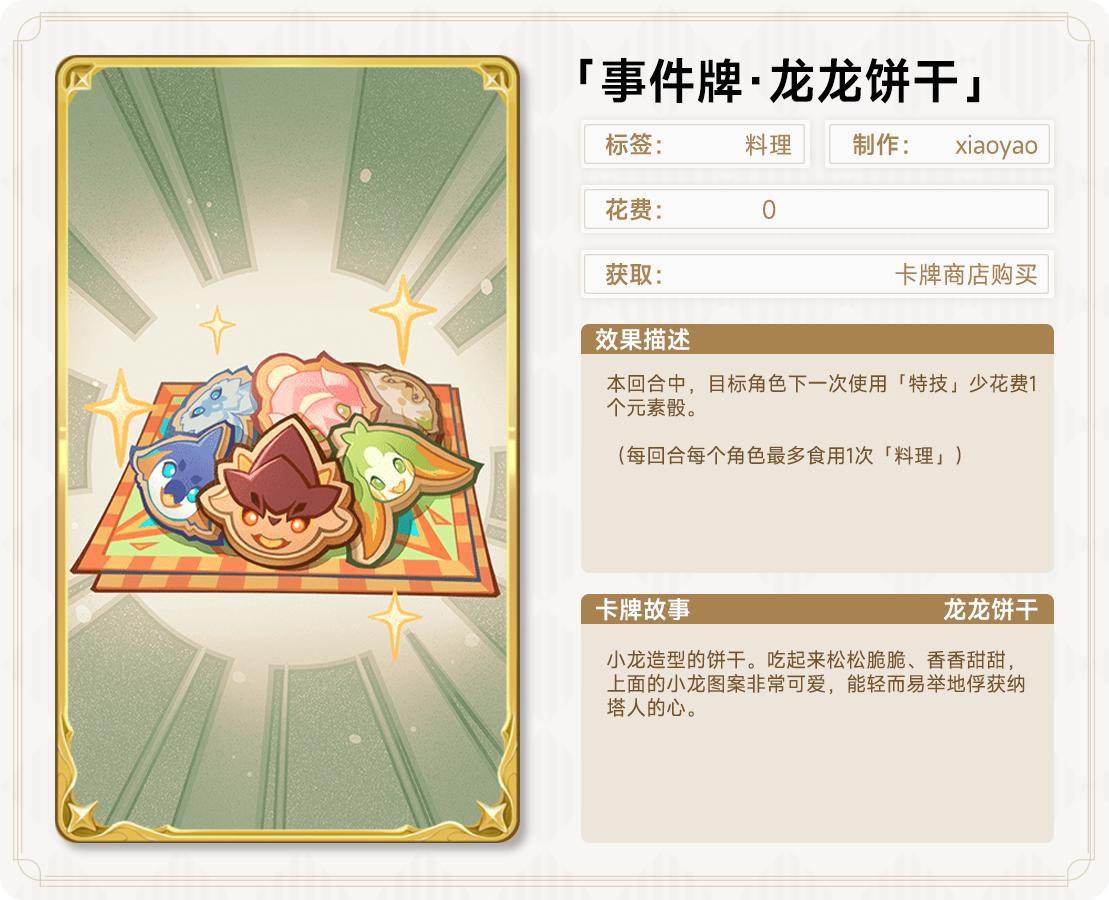 「事件牌·龙龙饼干」
标签: 料理 制作: xiaoyao
花费: 0
获取: 卡牌商店购买
效果描述
本回合中，目标角色下一次使用「特技」少花费1
个元素骰。
（每回合每个角色最多食用1次「料理」）
卡牌故事 龙龙饼干
小龙造型的饼干。吃起来松松脆脆、香香甜甜，
上面的小龙图案非常可爱，能轻而易举地俘获纳
塔人的心。